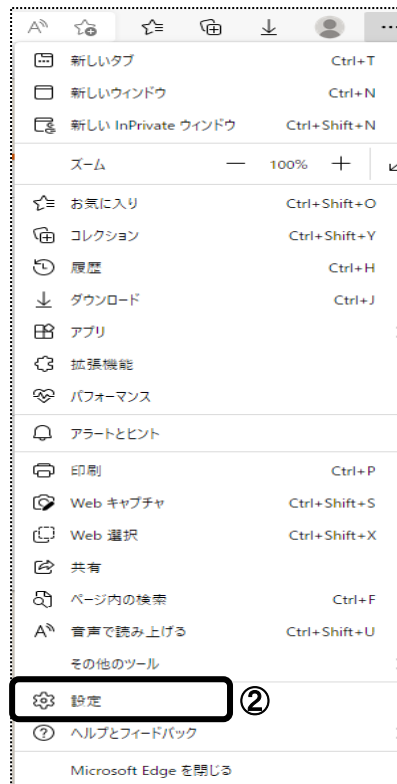 新しいタブ Ctrl+T
新しいウィンドウ Ctrl+N
新しい InPrivate ウィンドウ Ctrl+Shift+N
ズーム — 100% +
お気に入り Ctrl+Shift+O
コレクション Ctrl+Shift+Y
履歴 Ctrl+H
ダウンロード Ctrl+J
アプリ
拡張機能
パフォーマンス
アラートとヒント
印刷 Ctrl+P
Web キャプチャ Ctrl+Shift+S
Web 選択 Ctrl+Shift+X
共有
ページ内の検索 Ctrl+F
音声で読み上げる Ctrl+Shift+U
その他のツール
設定 ②
ヘルプとフィードバック
Microsoft Edge を閉じる